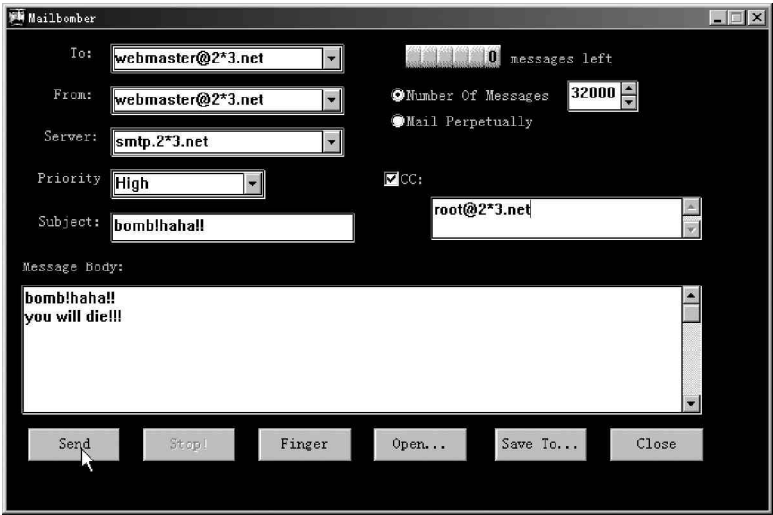 Mailbomber
To: webmaster@2*3.net
0 messages left
From: webmaster@2*3.net
Number Of Messages 32000
Mail Perpetually
Server: smtp.2*3.net
Priority High
CC:
root@2*3.net
Subject: bomb!haha!!
Message Body:
bomb!haha!!
you will die!!!
Send Stop! Finger Open... Save To... Close